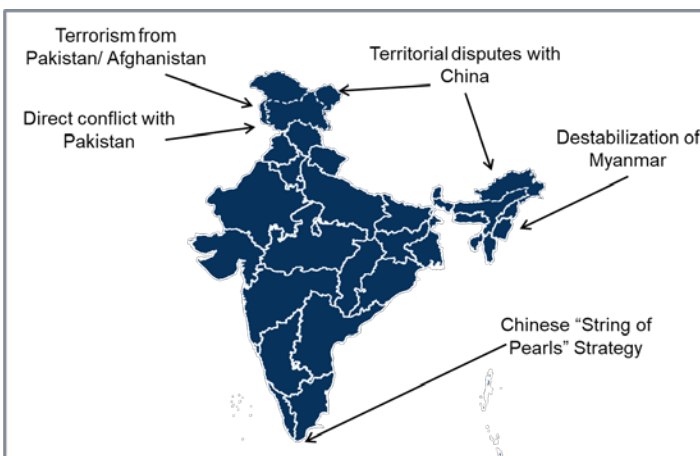 Terrorism from
Pakistan/ Afghanistan
Direct conflict with
Pakistan
Territorial disputes with
China
Destabilization of
Myanmar
Chinese “String of
Pearls” Strategy